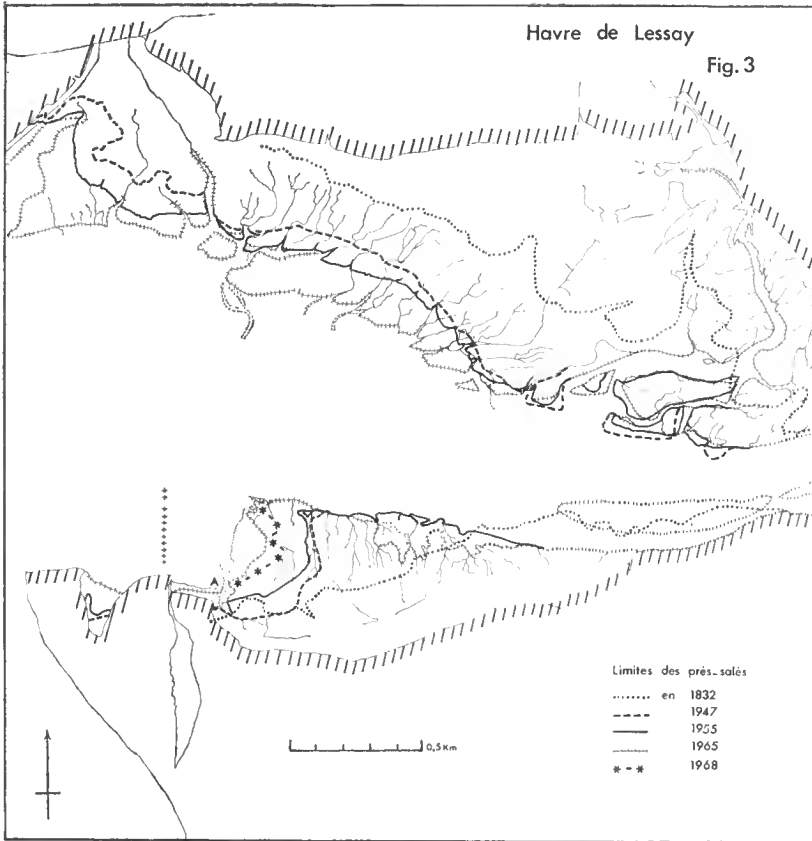 Havre de Lessay
Fig. 3
A
Limites des prés-salés
en 1832
1947
1955
1965
1968
0,5 Km